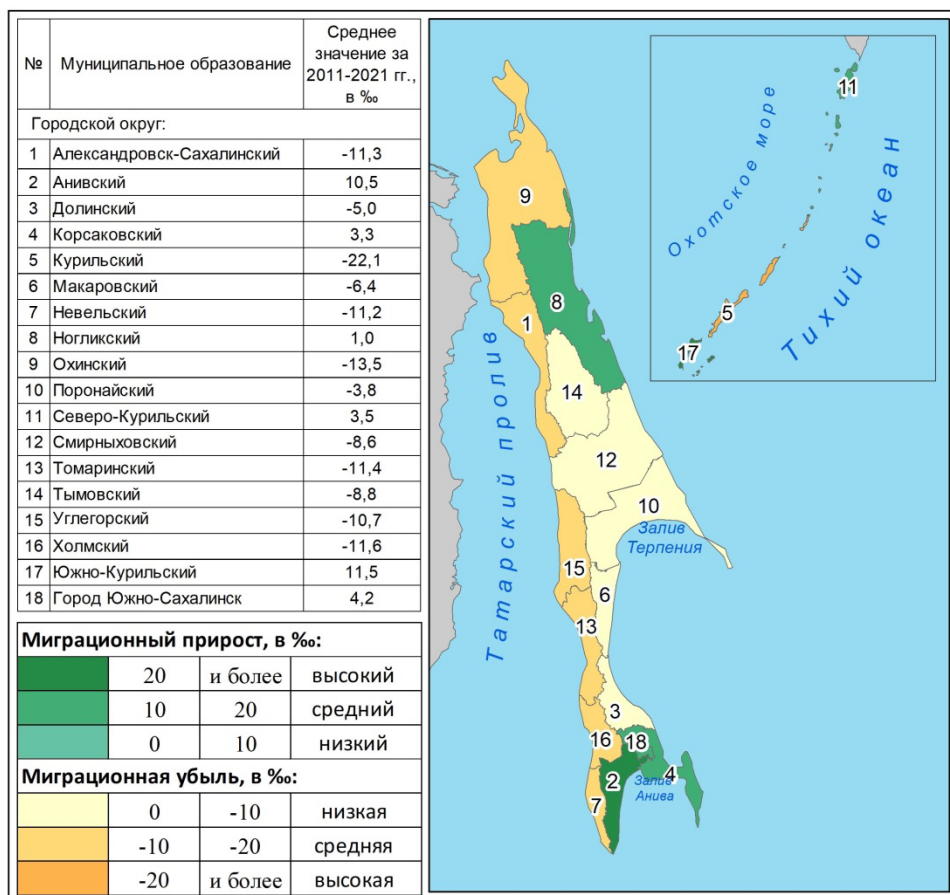 № Муниципальное образование Среднее значение за 2011-2021 гг., в ‰
Городской округ:
1 Александровск-Сахалинский -11,3
2 Анивский 10,5
3 Долинский -5,0
4 Корсаковский 3,3
5 Курильский -22,1
6 Макаровский -6,4
7 Невельский -11,2
8 Ногликский 1,0
9 Охинский -13,5
10 Поронайский -3,8
11 Северо-Курильский 3,5
12 Смирныховский -8,6
13 Томаринский -11,4
14 Тымовский -8,8
15 Углегорский -10,7
16 Холмский -11,6
17 Южно-Курильский 11,5
18 Город Южно-Сахалинск 4,2
Миграционный прирост, в ‰:
20 и более высокий
10 20 средний
0 10 низкий
Миграционная убыль, в ‰:
0 -10 низкая
-10 -20 средняя
-20 и более высокая
Татарский пролив
9
8
1
14
12
10
Залив
Терпения
15
6
13
3
16
18
2
4
Залив
Анива
7
Охотское море
Тихий океан
11
5
17